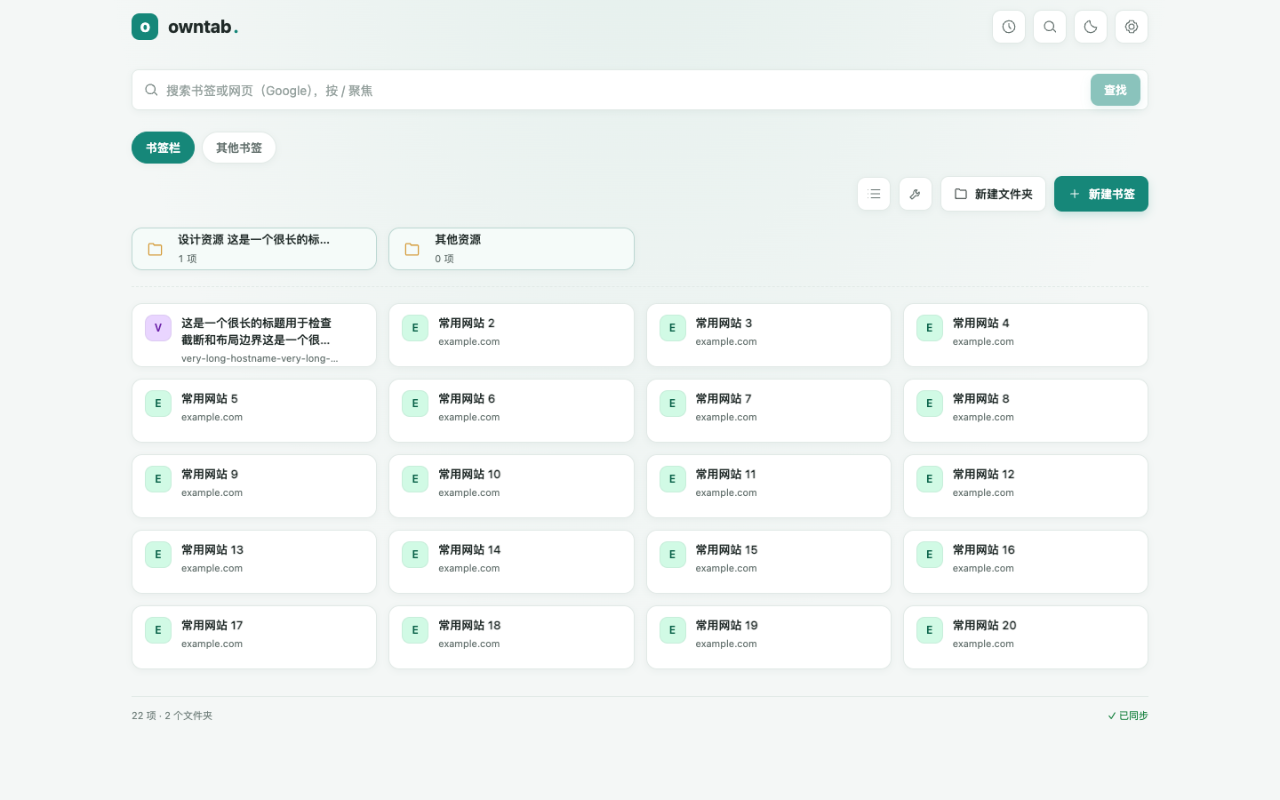 o owntab.
搜索书签或网页（Google），按 / 聚焦
查找
书签栏
其他书签
新建文件夹
+ 新建书签
设计资源 这是一个很长的标...
1 项
其他资源
0 项
V
这是一个很长的标题用于检查
截断和布局边界这是一个很...
very-long-hostname-very-long-...
E
常用网站 2
example.com
E
常用网站 3
example.com
E
常用网站 4
example.com
E
常用网站 5
example.com
E
常用网站 6
example.com
E
常用网站 7
example.com
E
常用网站 8
example.com
E
常用网站 9
example.com
E
常用网站 10
example.com
E
常用网站 11
example.com
E
常用网站 12
example.com
E
常用网站 13
example.com
E
常用网站 14
example.com
E
常用网站 15
example.com
E
常用网站 16
example.com
E
常用网站 17
example.com
E
常用网站 18
example.com
E
常用网站 19
example.com
E
常用网站 20
example.com
22 项 · 2 个文件夹
✓ 已同步